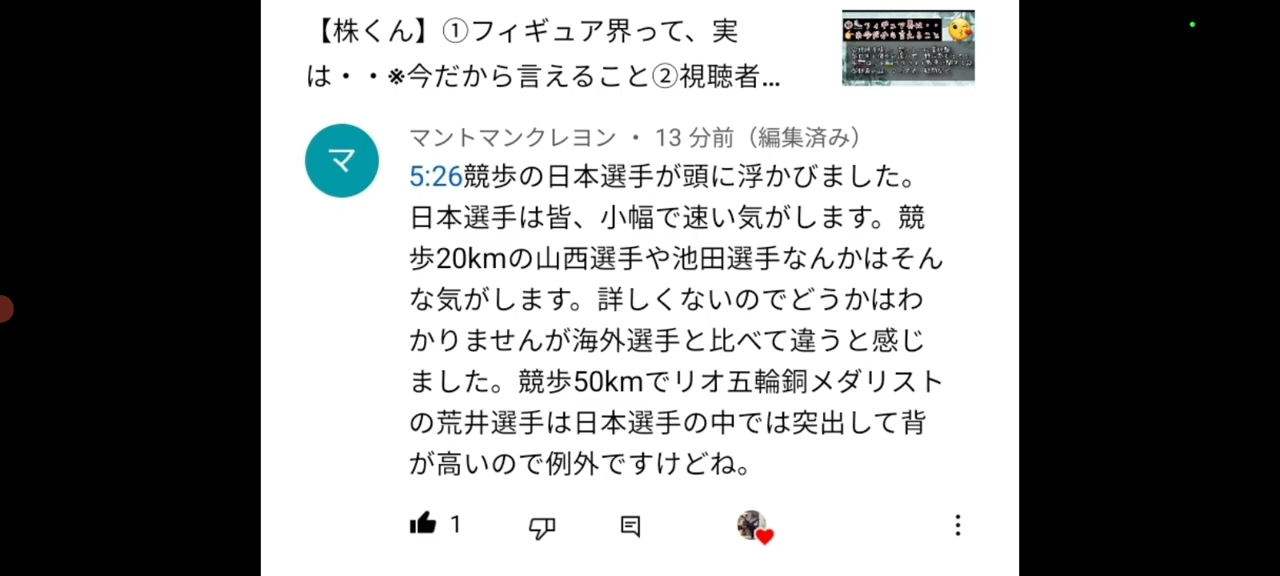 【株くん】①フィギュア界って、実
は・・※今だから言えること②視聴者...
マ
マントマンクレヨン ・ 13 分前（編集済み）
5:26競歩の日本選手が頭に浮かびました。
日本選手は皆、小幅で速い気がします。競
歩20kmの山西選手や池田選手なんかはそん
な気がします。詳しくないのでどうかはわ
かりませんが海外選手と比べて違うと感じ
ました。競歩50kmでリオ五輪銅メダリスト
の荒井選手は日本選手の中では突出して背
が高いので例外ですけどね。
1